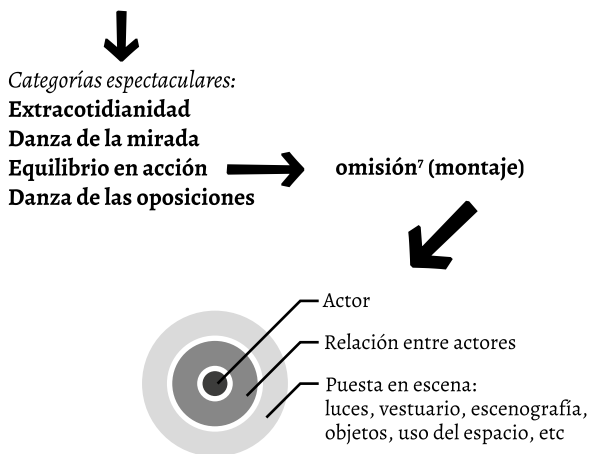 Categorías espectaculares:
Extracotidianidad
Danza de la mirada
Equilibrio en acción
Danza de las oposiciones
omisión⁷ (montaje)
Actor
Relación entre actores
Puesta en escena:
luces, vestuario, escenografía,
objetos, uso del espacio, etc